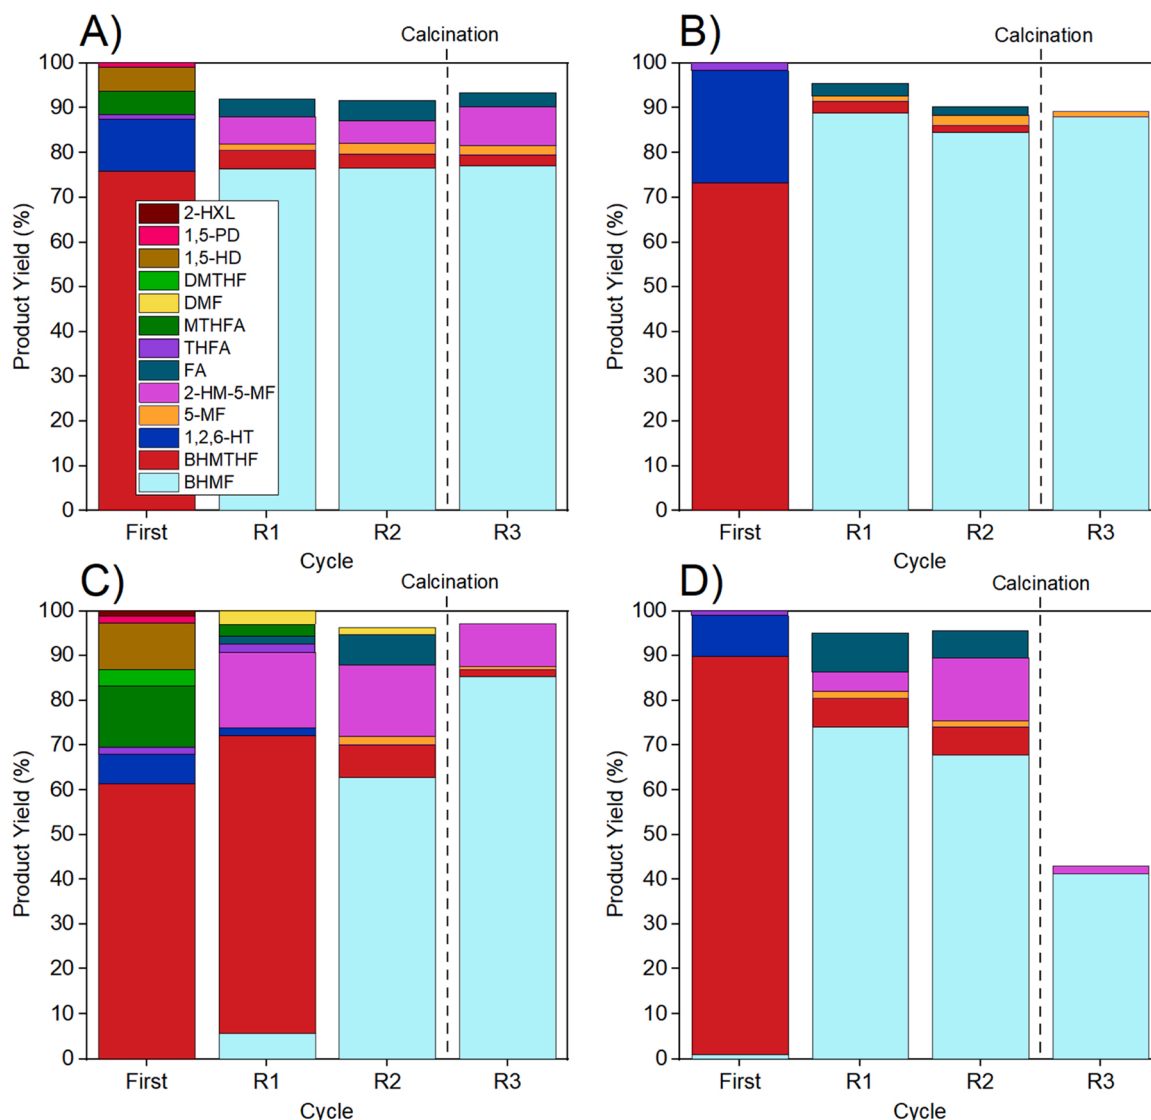 A)
Calcination
100
90
80
70
60
50
40
30
20
10
0
Product Yield (%)
2-HXL
1,5-PD
1,5-HD
DMTHF
DMF
MTHFA
THFA
FA
2-HM-5-MF
5-MF
1,2,6-HT
BHMTHF
BHMF
First R1 R2 R3
Cycle
B)
Calcination
100
90
80
70
60
50
40
30
20
10
0
Product Yield (%)
First R1 R2 R3
Cycle
C)
Calcination
100
90
80
70
60
50
40
30
20
10
0
Product Yield (%)
First R1 R2 R3
Cycle
D)
Calcination
100
90
80
70
60
50
40
30
20
10
0
Product Yield (%)
First R1 R2 R3
Cycle